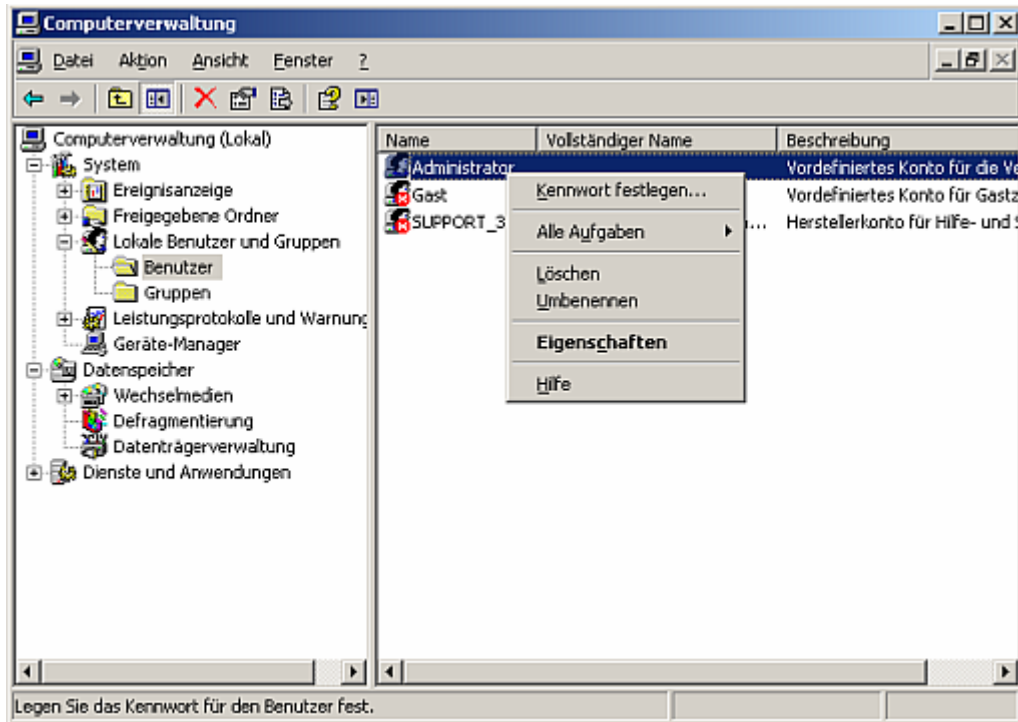 Computerverwaltung
Datei Aktion Ansicht Fenster ?
Computerverwaltung (Lokal)
System
Ereignisanzeige
Freigegebene Ordner
Lokale Benutzer und Gruppen
Benutzer
Gruppen
Leistungsprotokolle und Warnung
Geräte-Manager
Datenspeicher
Wechselmedien
Defragmentierung
Datenträgerverwaltung
Dienste und Anwendungen
Name Vollständiger Name Beschreibung
Administrator Vordefiniertes Konto für die Ve
Gast Vordefiniertes Konto für Gastz
SUPPORT_3 ... Herstellerkonto für Hilfe- und
Kennwort festlegen...
Alle Aufgaben
Löschen
Umbenennen
Eigenschaften
Hilfe
Legen Sie das Kennwort für den Benutzer fest.